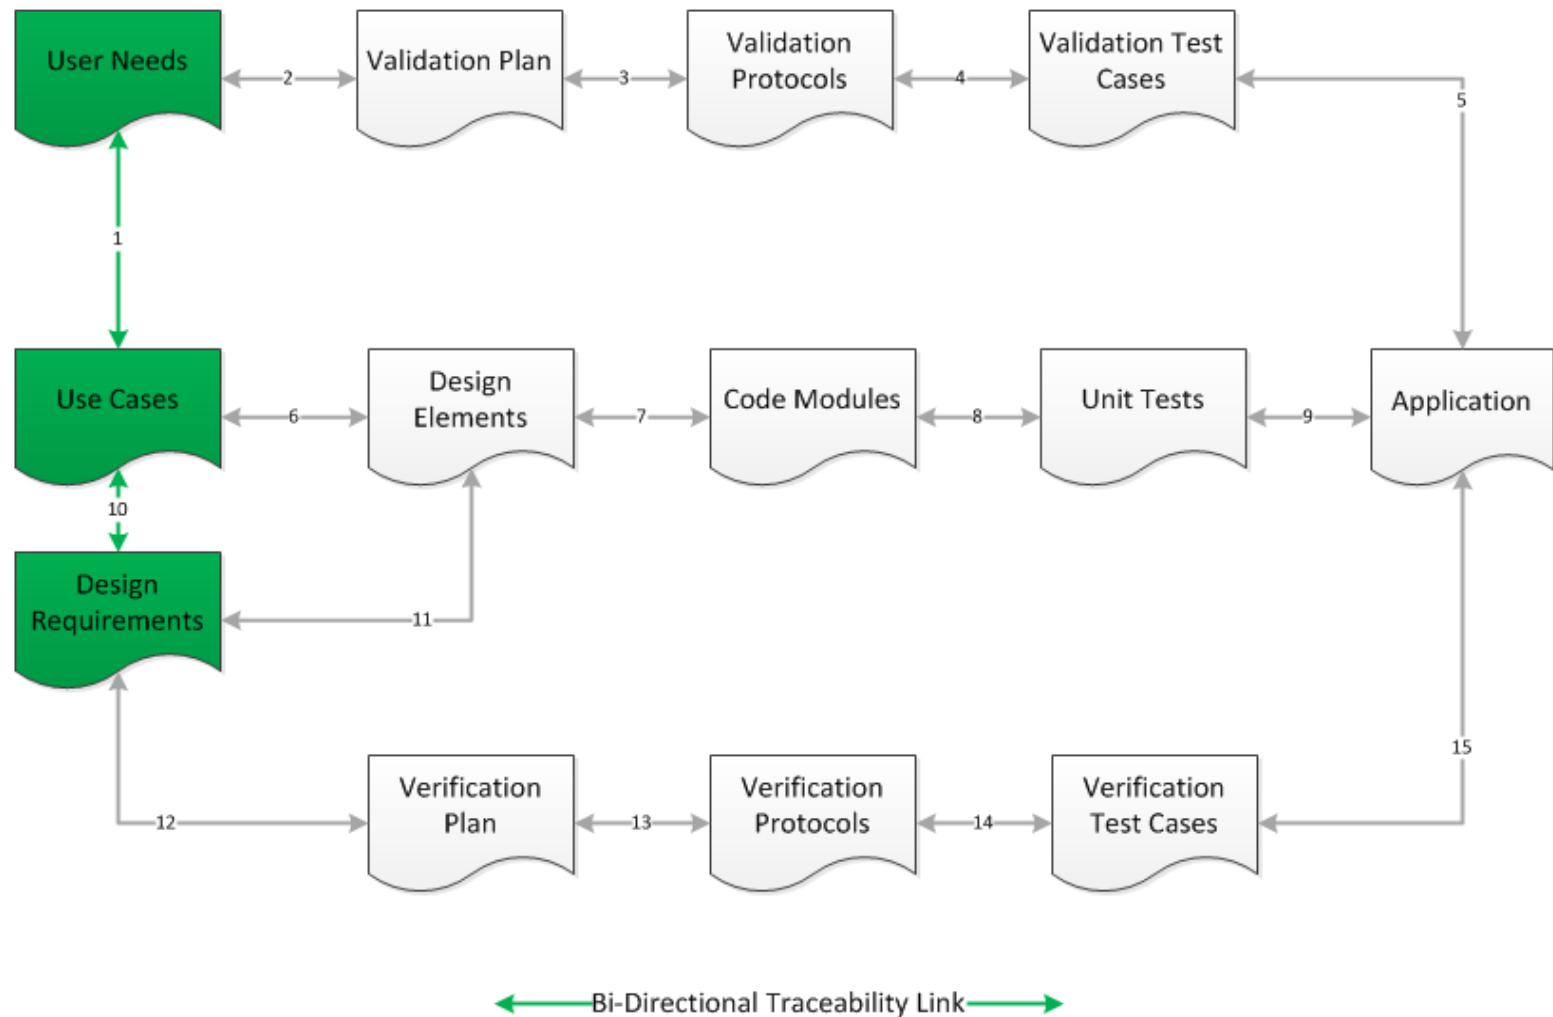 User Needs
2
Validation Plan
3
Validation
Protocols
4
Validation Test
Cases
5
1
Use Cases
6
Design
Elements
7
Code Modules
8
Unit Tests
9
Application
10
Design
Requirements
11
15
12
Verification
Plan
13
Verification
Protocols
14
Verification
Test Cases
Bi-Directional Traceability Link